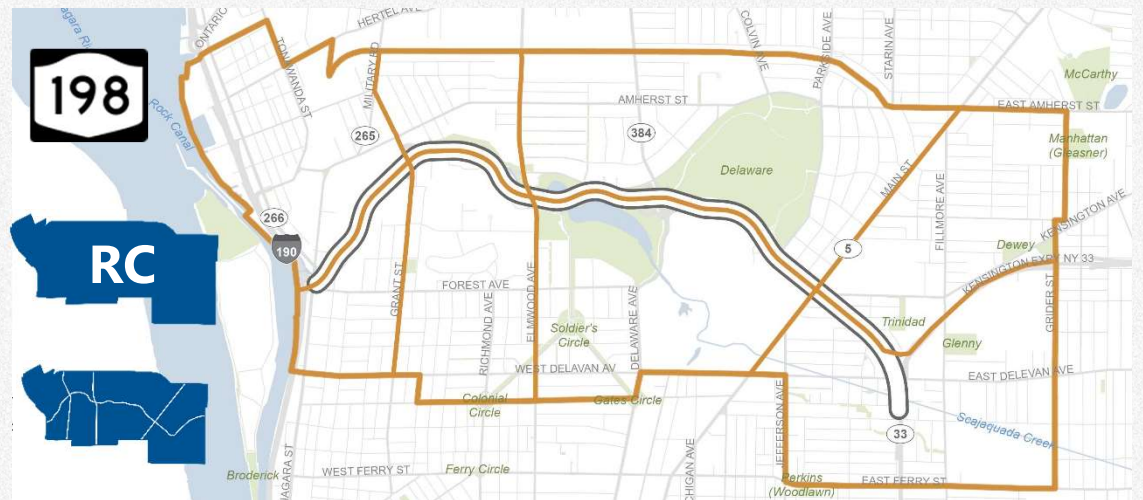 198
RC
ONTARIO
HERTEL AVE
TONAWANDA ST
MILITARY RD
COLVIN AVE
PARKSIDE AVE
STARIN AVE
McCarthy
Rock Canal
AMHERST ST
EAST AMHERST ST
265
384
Manhattan
(Gleasner)
Delaware
MAIN ST
FILLMORE AVE
266
190
5
KENSINGTON AVE
Dewey
KENSINGTON EXPY NY 33
GRANT ST
FOREST AVE
RICHMOND AVE
ELMWOOD AVE
DELAWARE AVE
Soldier's
Circle
Trinidad
Glenny
GRIDER ST
WEST DELAVAN AV
EAST DELEVAN AVE
Colonial
Circle
Gates Circle
JEFFERSON AVE
Scajaquada Creek
33
Broderick
NIAGARA ST
WEST FERRY ST
Ferry Circle
Perkins
(Woodlawn)
EAST FERRY ST